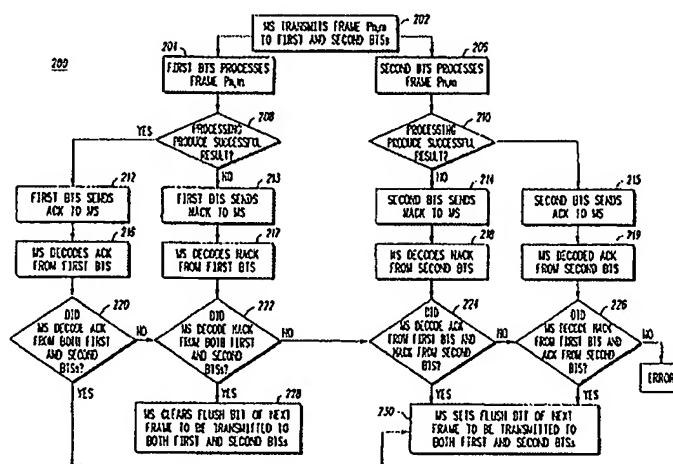 200
202
MS TRANSMITS FRAME Pn,m
TO FIRST AND SECOND BTSs
204
FIRST BTS PROCESSES
FRAME Pn,m
206
SECOND BTS PROCESSES
FRAME Pn,m
208
PROCESSING
PRODUCE SUCCESSFUL
RESULT?
YES
NO
210
PROCESSING
PRODUCE SUCCESSFUL
RESULT?
NO
212
FIRST BTS SENDS
ACK TO MS
213
FIRST BTS SENDS
NACK TO MS
214
SECOND BTS SENDS
NACK TO MS
215
SECOND BTS SENDS
ACK TO MS
216
MS DECODES ACK
FROM FIRST BTS
217
MS DECODES NACK
FROM FIRST BTS
218
MS DECODES NACK
FROM SECOND BTS
219
MS DECODED ACK
FROM SECOND BTS
220
DID
MS DECODE ACK
FROM BOTH FIRST
AND SECOND
BTSs?
NO
YES
222
DID
MS DECODE NACK
FROM BOTH FIRST
AND SECOND
BTSs?
NO
YES
224
DID
MS DECODE ACK
FROM FIRST BTS AND
NACK FROM SECOND
BTS?
NO
YES
226
DID
MS DECODE NACK
FROM FIRST BTS AND
ACK FROM SECOND
BTS?
NO
YES
ERROR
228
MS CLEARS FLUSH BIT OF NEXT
FRAME TO BE TRANSMITTED TO
BOTH FIRST AND SECOND BTSs
230
MS SETS FLUSH BIT OF NEXT
FRAME TO BE TRANSMITTED TO
BOTH FIRST AND SECOND BTSs